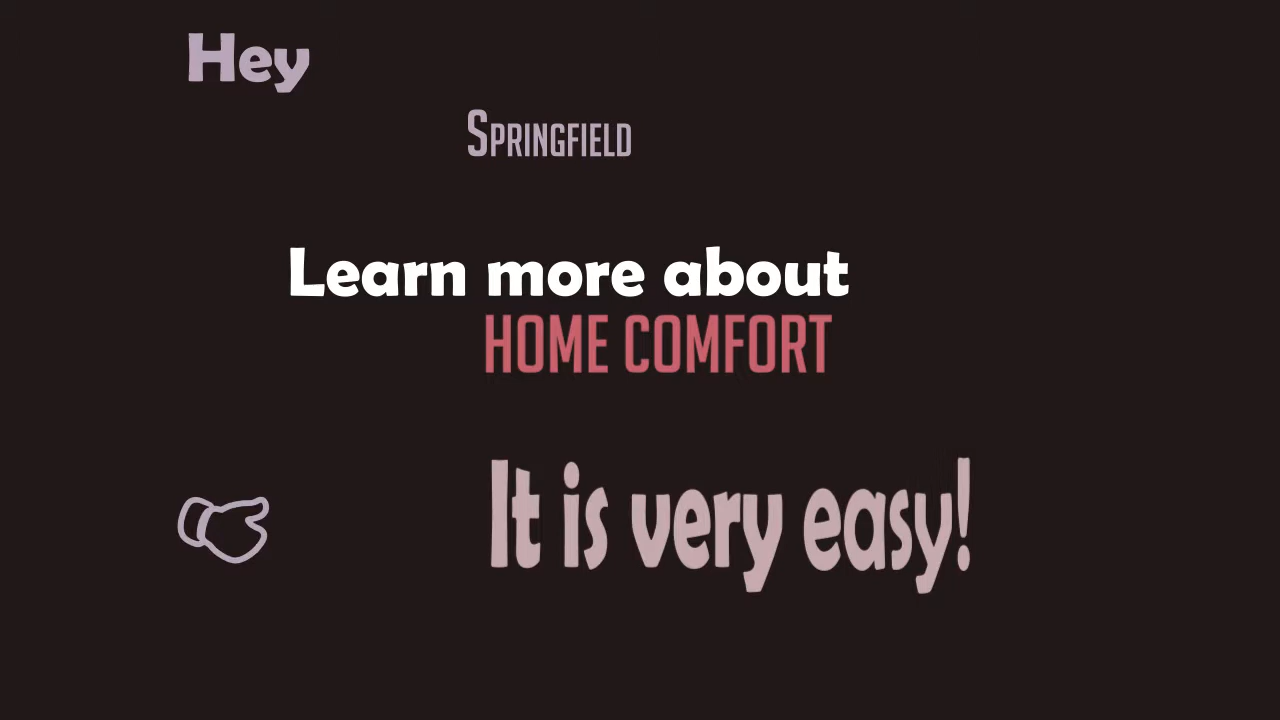 Hey
Springfield
Learn more about
HOME COMFORT
It is very easy!